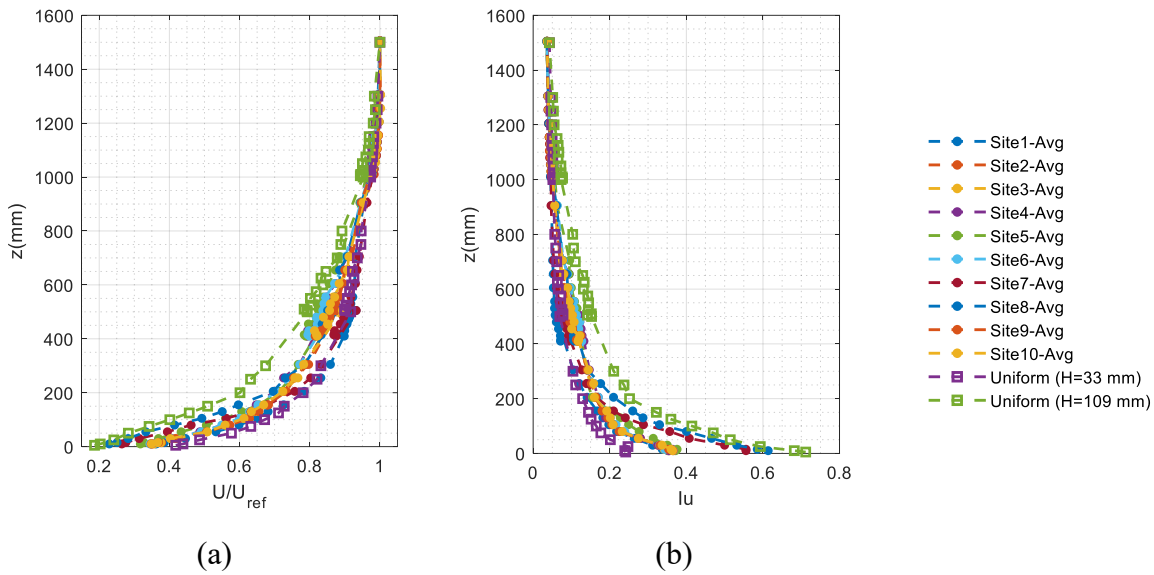 1600
1400
1200
1000
800
600
400
200
0
z(mm)
0.2 0.4 0.6 0.8 1
U/U_ref
(a)
1600
1400
1200
1000
800
600
400
200
0
z(mm)
0 0.2 0.4 0.6 0.8
Iu
(b)
Site1-Avg
Site2-Avg
Site3-Avg
Site4-Avg
Site5-Avg
Site6-Avg
Site7-Avg
Site8-Avg
Site9-Avg
Site10-Avg
Uniform (H=33 mm)
Uniform (H=109 mm)